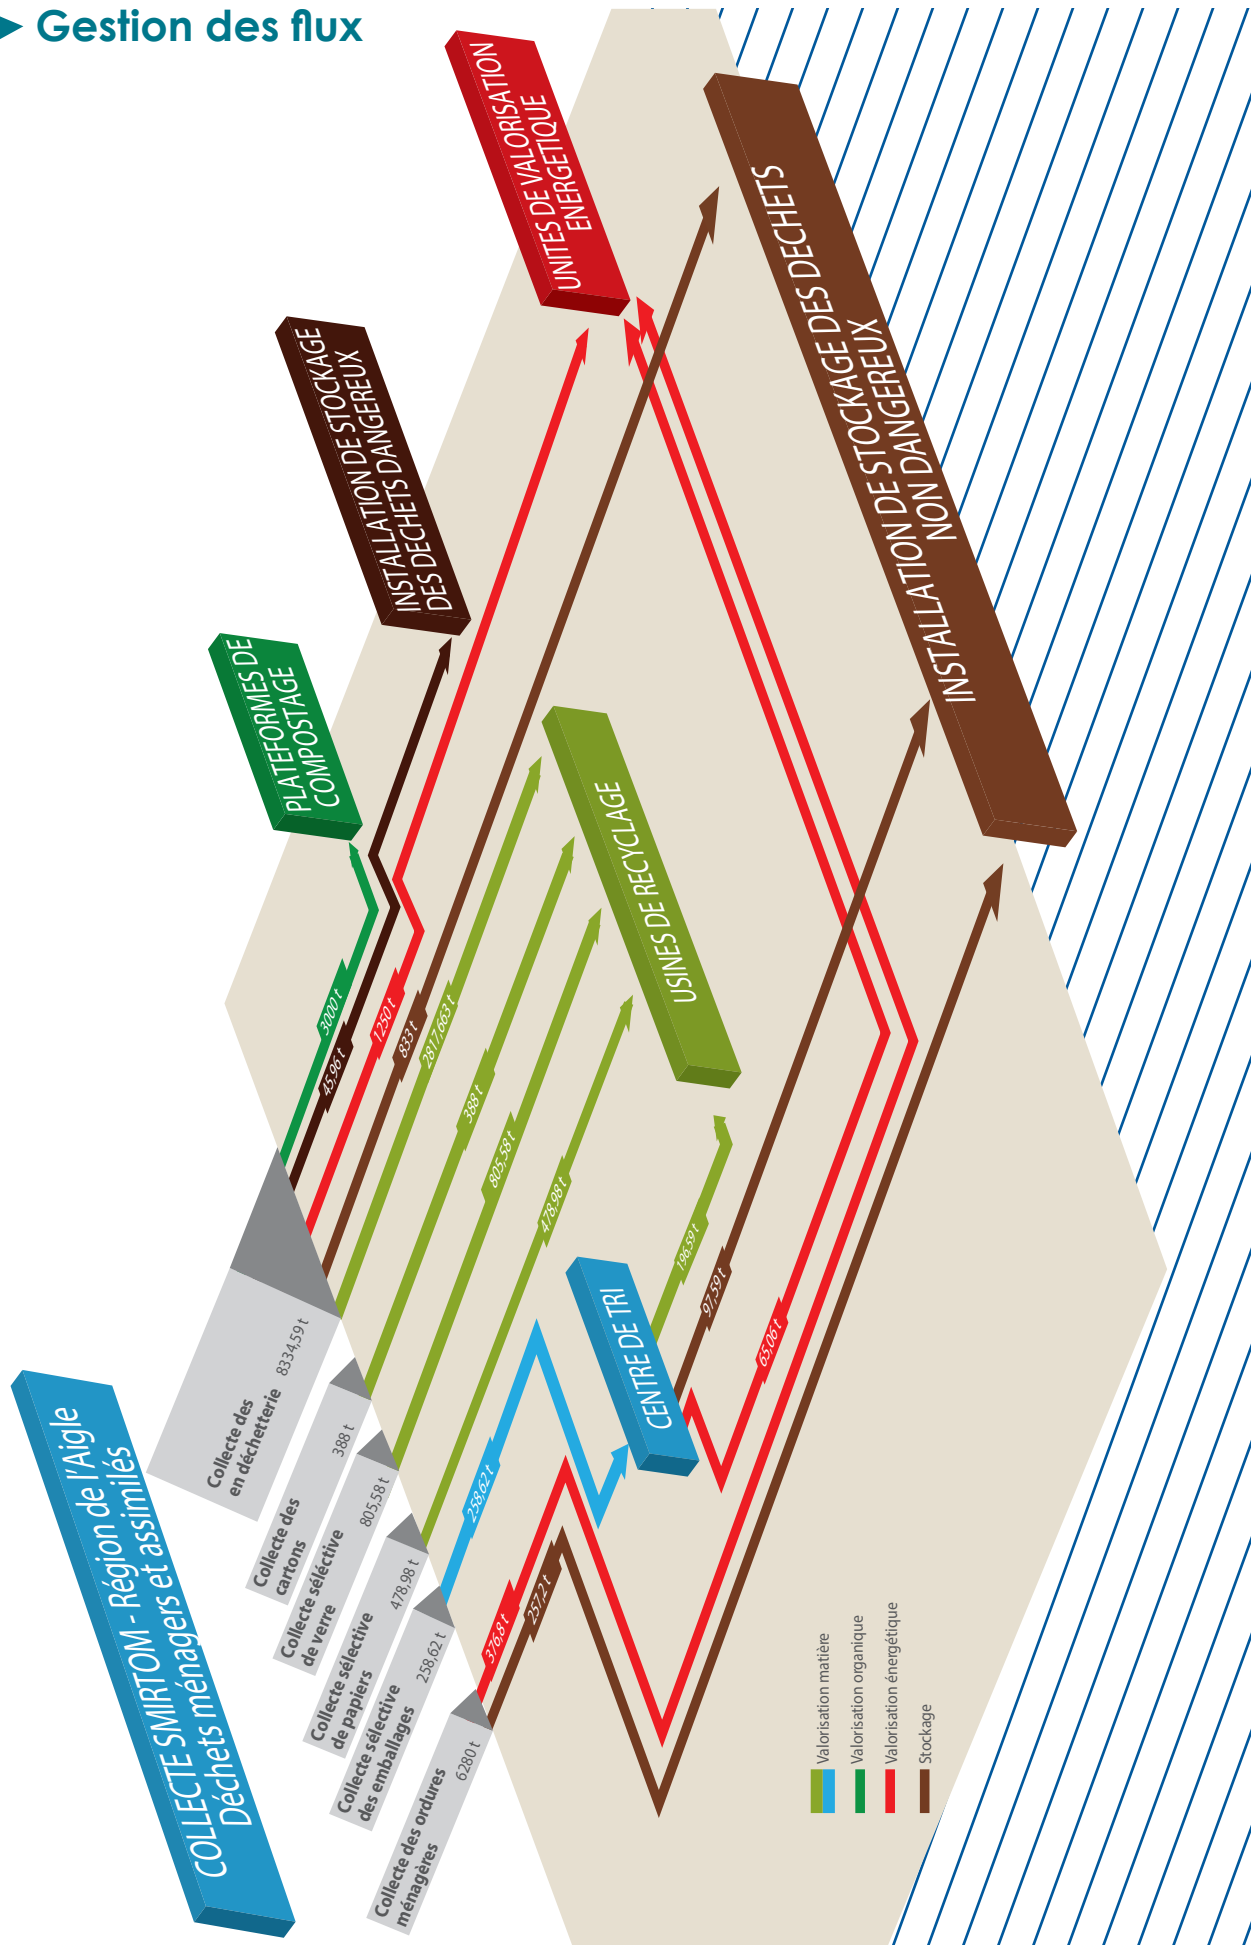 Gestion des flux
COLLECTE SMIRTOM - Région de l'Aigle
Déchets ménagers et assimilés
Collecte des
en déchetterie 8334,59 t
Collecte des
cartons
388 t
Collecte séléctive
de verre
805,58 t
Collecte sélective
de papiers
478,98 t
Collecte sélective
des emballages
258,62 t
Collecte des ordures
ménagères
6280 t
3000 t
45,96 t
1250 t
833 t
2817,663 t
388 t
805,58 t
478,98 t
258,62 t
376,8 t
257,2 t
196,59 t
97,59 t
65,06 t
PLATEFORMES DE
COMPOSTAGE
INSTALLATION DE STOCKAGE
DES DECHETS DANGEREUX
UNITES DE VALORISATION
ENERGETIQUE
USINES DE RECYCLAGE
CENTRE DE TRI
INSTALLATION DE STOCKAGE DES DECHETS
NON DANGEREUX
Valorisation matière
Valorisation organique
Valorisation énergétique
Stockage